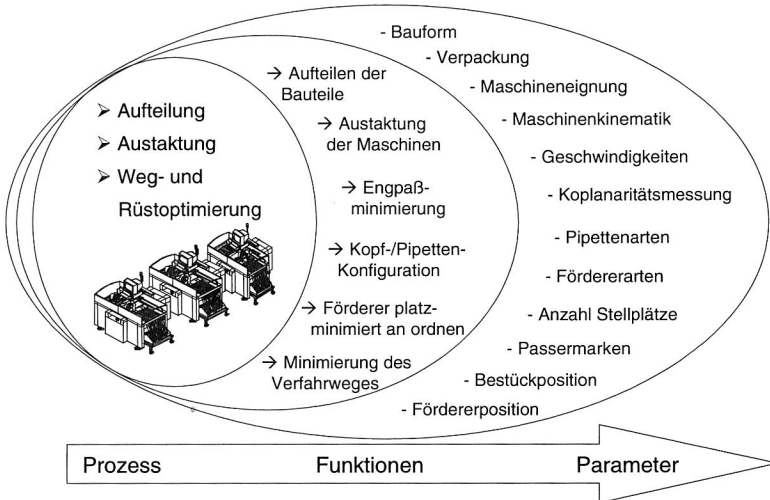 ➢ Aufteilung
➢ Austaktung
➢ Weg- und
Rüstoptimierung
→ Aufteilen der
Bauteile
→ Austaktung
der Maschinen
→ Engpaß-
minimierung
→ Kopf-/Pipetten-
Konfiguration
→ Förderer platz-
minimiert an ordnen
→ Minimierung des
Verfahrweges
- Bauform
- Verpackung
- Maschineneignung
- Maschinenkinematik
- Geschwindigkeiten
- Koplanaritätsmessung
- Pipettenarten
- Fördererarten
- Anzahl Stellplätze
- Passermarken
- Bestückposition
- Fördererposition
Prozess
Funktionen
Parameter